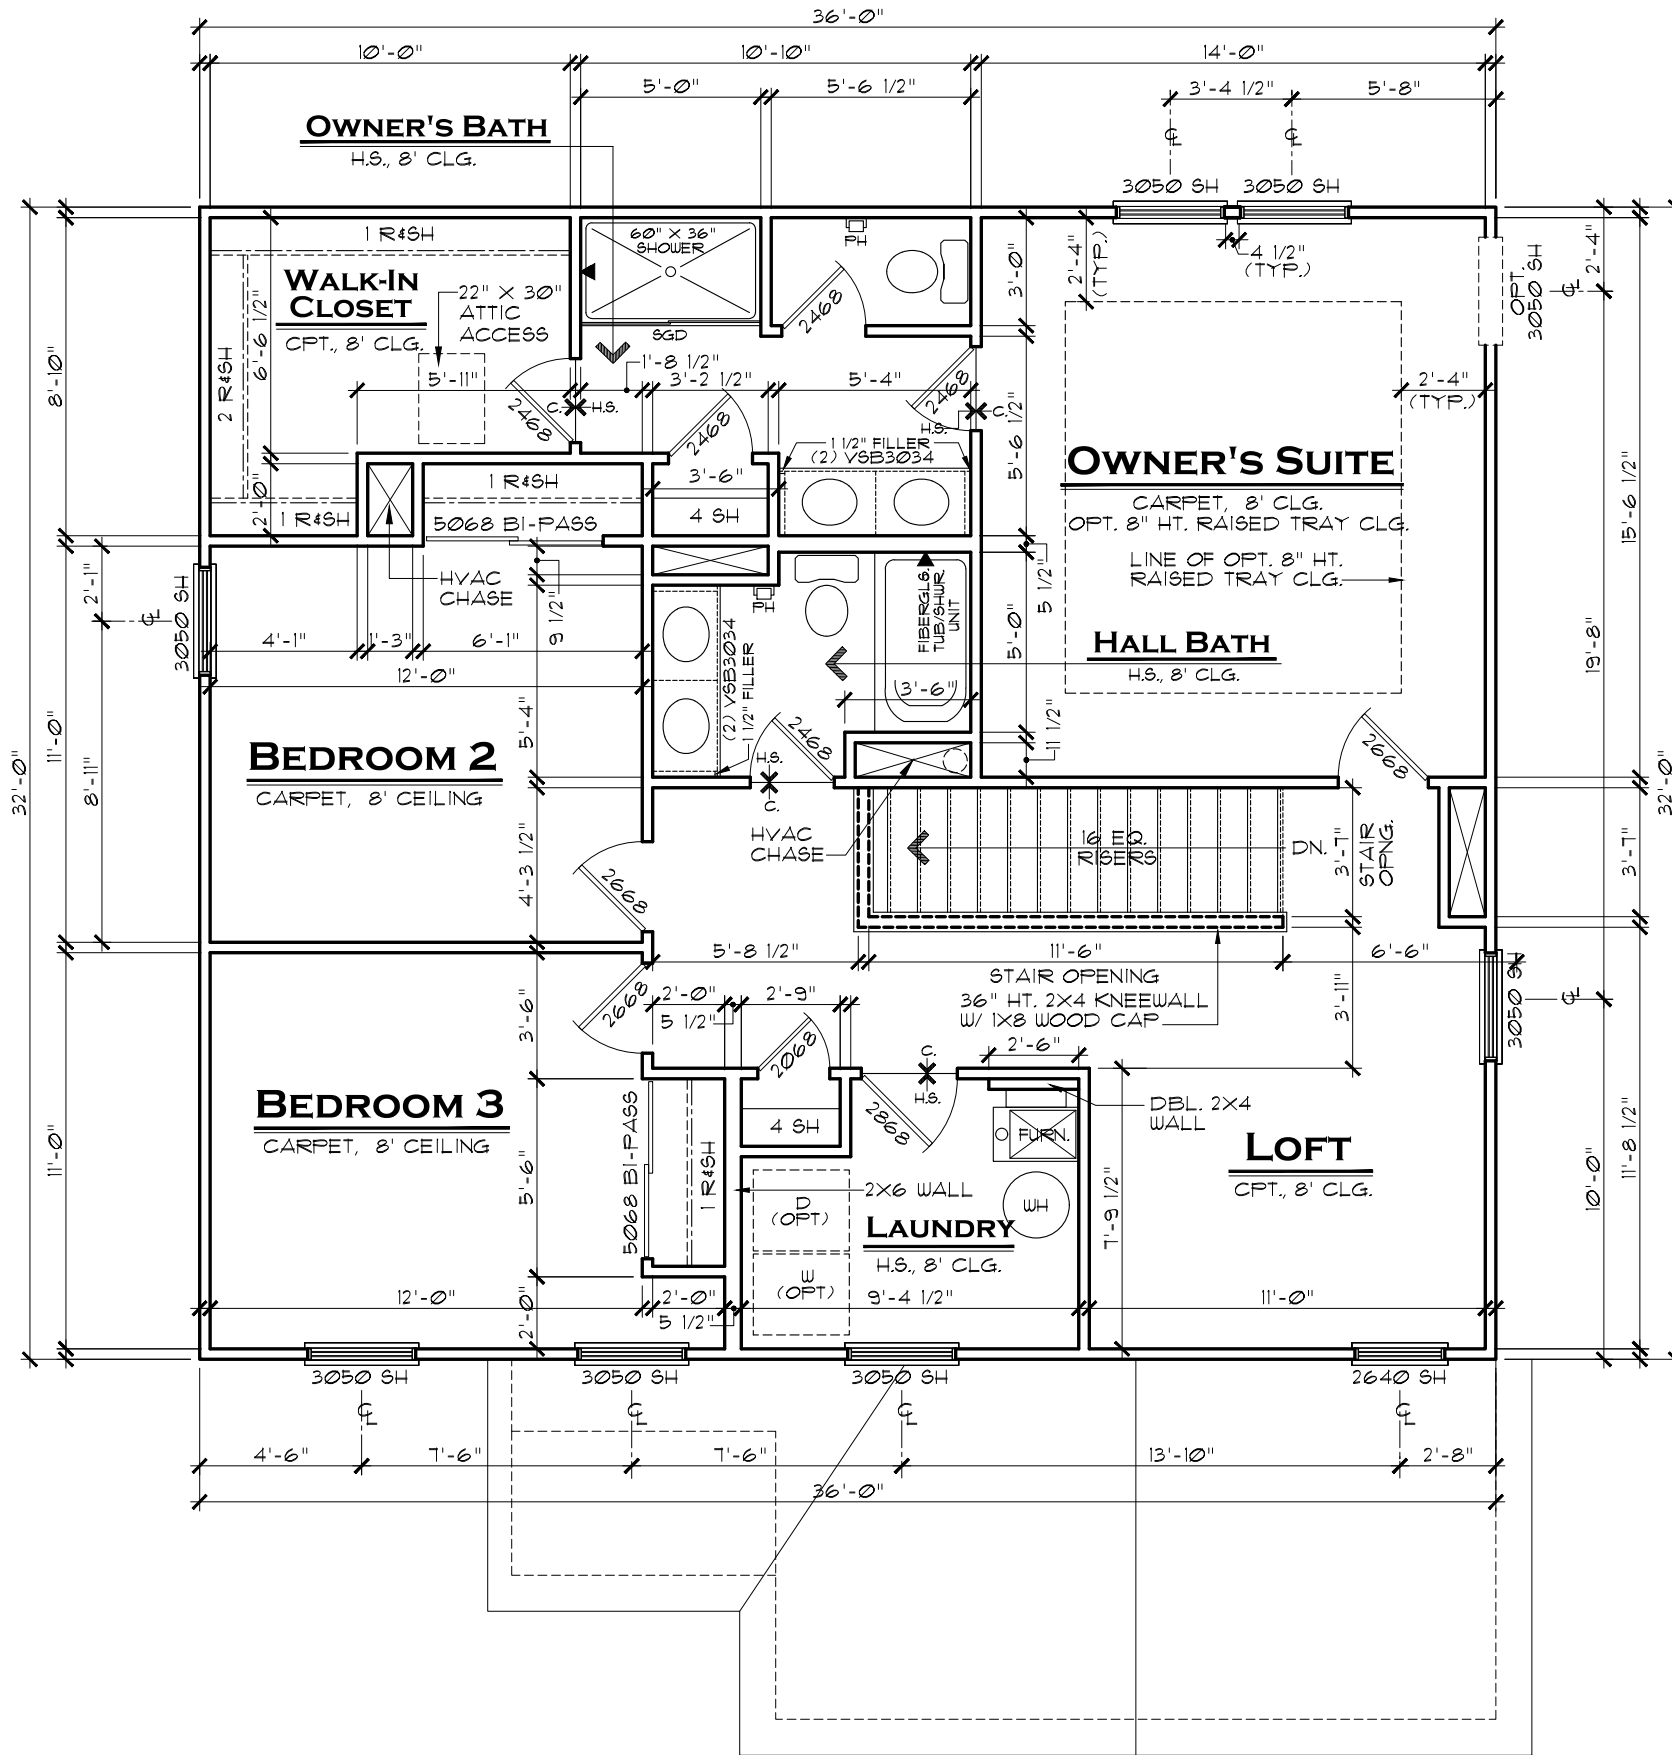 36'-0"
10'-0" 10'-10" 14'-0"
5'-0" 5'-6 1/2" 3'-4 1/2" 5'-8"
OWNER'S BATH
H.S., 8' CLG.
℄ ℄
3050 SH 3050 SH
1 R&SH
60" X 36"
SHOWER
PH
2'-4"
(TYP.)
4 1/2"
(TYP.)
OPT.
3050 SH
℄
2'-4"
WALK-IN
CLOSET
CPT., 8' CLG.
22" X 30"
ATTIC
ACCESS
2468
3'-0"
SGD
6'-6 1/2"
2 R&SH
8'-10"
5'-11"
1'-8 1/2"
3'-2 1/2"
5'-4"
2468
C. H.S.
2468
2468
H.S. C.
5'-6 1/2"
2'-4"
(TYP.)
1 1/2" FILLER
(2) VSB3034
OWNER'S SUITE
CARPET, 8' CLG.
OPT. 8" HT. RAISED TRAY CLG.
15'-6 1/2"
2'-0"
1 R&SH
1 R&SH
3'-6"
4 SH
5068 BI-PASS
LINE OF OPT. 8" HT.
RAISED TRAY CLG.
5 1/2"
HVAC
CHASE
2'-1"
℄
3050 SH
9 1/2"
PH
FIBERGLS.
TUB/SHWR.
UNIT
5'-0"
4'-1" 1'-3" 6'-1"
12'-0"
(2) VSB3034
1 1/2" FILLER
HALL BATH
H.S., 8' CLG.
19'-8"
3'-6"
5'-4"
11'-0"
8'-11"
32'-0"
BEDROOM 2
CARPET, 8' CEILING
2468
H.S.
C.
11 1/2"
2668
32'-0"
HVAC
CHASE
16 EQ.
RISERS
DN.
3'-7"
STAIR
OPNG.
3'-7"
4'-3 1/2"
2668
5'-8 1/2" 11'-6" 6'-6"
STAIR OPENING
36" HT. 2X4 KNEEWALL
W/ 1X8 WOOD CAP
3'-11"
3050 SH
℄
2668
3'-6"
2'-0" 2'-9"
5 1/2"
2068
C.
H.S.
2'-6"
2868
BEDROOM 3
CARPET, 8' CEILING
11'-0"
5'-6"
5068 BI-PASS
1 R&SH
4 SH
FURN.
DBL. 2X4
WALL
LOFT
CPT., 8' CLG.
2X6 WALL
D
(OPT)
WH
LAUNDRY
H.S., 8' CLG.
7'-9 1/2"
10'-0"
11'-8 1/2"
W
(OPT)
12'-0" 2'-0" 9'-4 1/2" 11'-0"
5 1/2"
2'-0"
3050 SH 3050 SH 3050 SH 2640 SH
℄ ℄ ℄ ℄
4'-6" 7'-6" 7'-6" 13'-10" 2'-8"
36'-0"